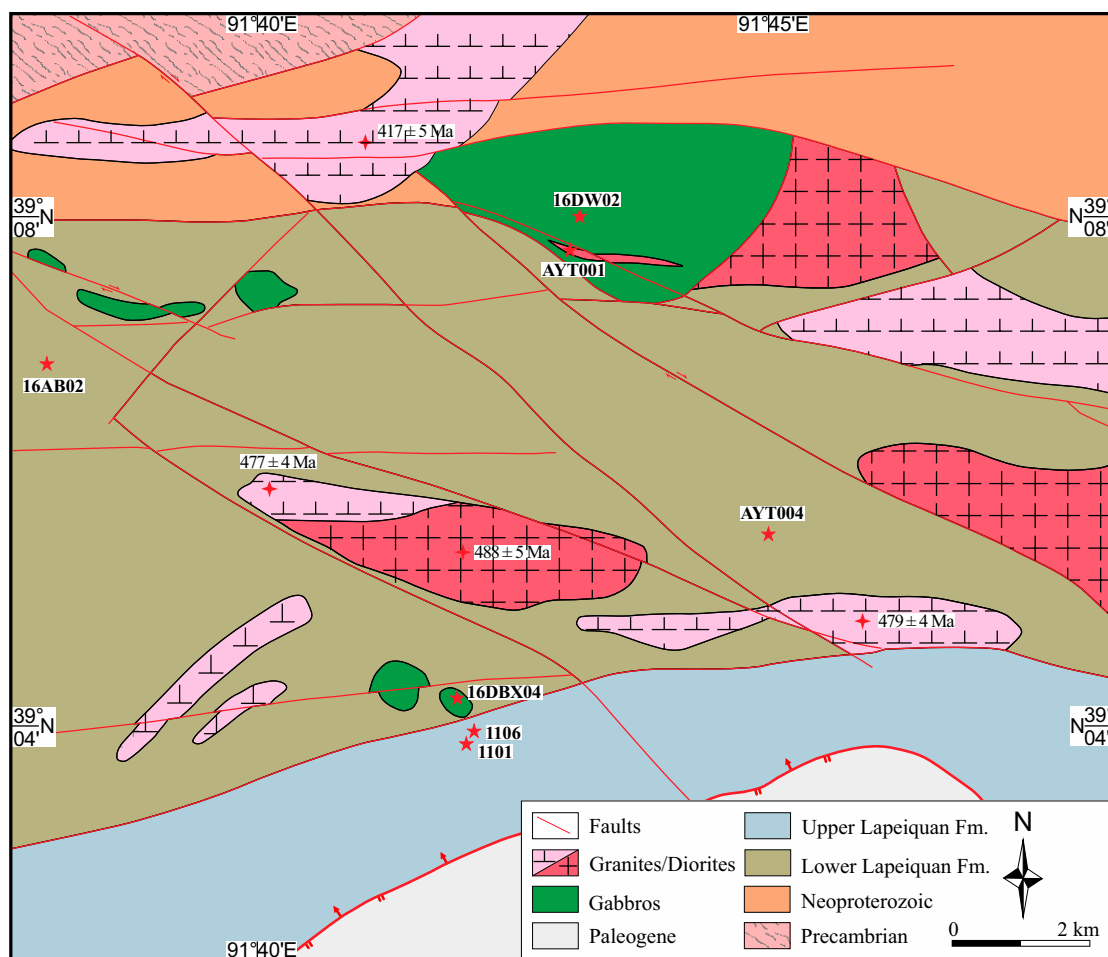 91°40'E
91°45'E
417±5 Ma
16DW02
39°
08'
N
N
39°
08'
AYT001
16AB02
477±4 Ma
AYT004
488±5 Ma
479±4 Ma
16DBX04
39°
04'
N
1106
1101
N
39°
04'
Faults
Granites/Diorites
Gabbros
Paleogene
Upper Lapeiquan Fm.
Lower Lapeiquan Fm.
Neoproterozoic
Precambrian
N
0 2 km
91°40'E